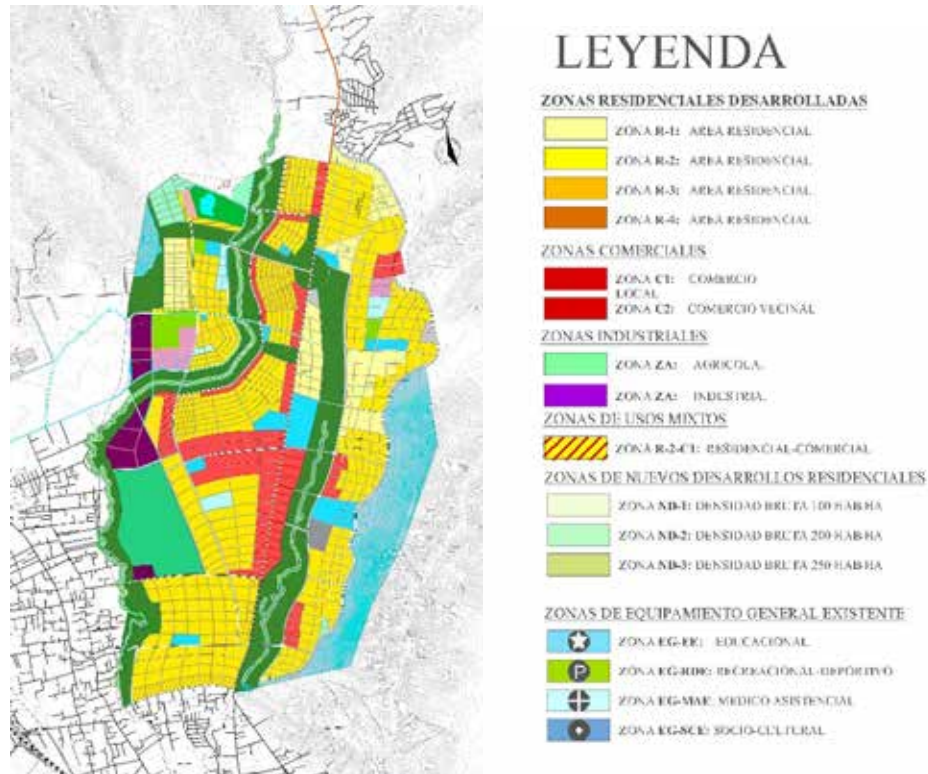 LEYENDA
ZONAS RESIDENCIALES DESARROLLADAS
ZONA R-1: AREA RESIDENCIAL
ZONA R-2: AREA RESIDENCIAL
ZONA R-3: AREA RESIDENCIAL
ZONA R-4: AREA RESIDENCIAL
ZONAS COMERCIALES
ZONA C1: COMERCIO
LOCAL
ZONA C2: COMERCIO VECINAL
ZONAS INDUSTRIALES
ZONA ZA: AGRICOLA.
ZONA ZA: INDUSTRIA.
ZONAS DE USOS MIXTOS
ZONA R-2-C1: RESIDENCIAL-COMERCIAL
ZONAS DE NUEVOS DESARROLLOS RESIDENCIALES
ZONA ND-1: DENSIDAD BRUTA 100 HAB/HA
ZONA ND-2: DENSIDAD BRUTA 200 HAB/HA
ZONA ND-3: DENSIDAD BRUTA 250 HAB/HA
ZONAS DE EQUIPAMIENTO GENERAL EXISTENTE
ZONA EG-EE: EDUCACIONAL
P ZONA EG-RDE: RECREACIONAL-DEPORTIVO
ZONA EG-MAE: MEDICO ASISTENCIAL
ZONA EG-SCE: SOCIO-CULTURAL